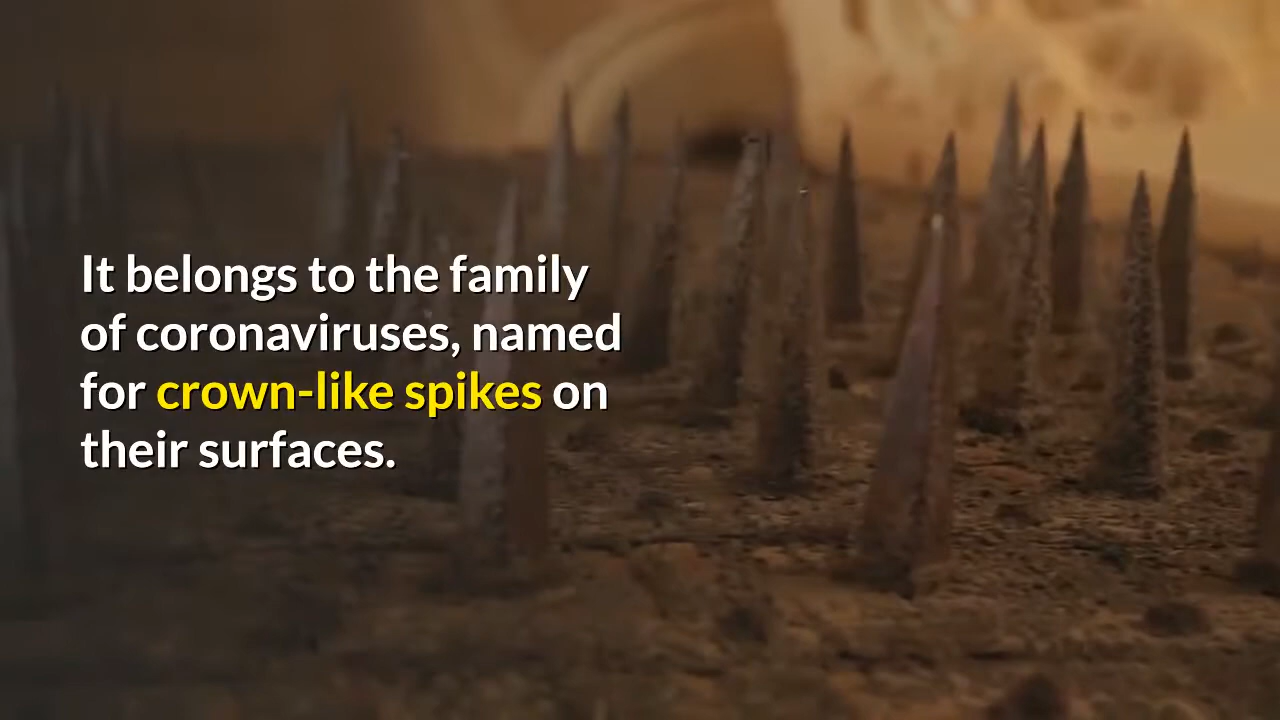 It belongs to the family
of coronaviruses, named
for crown-like spikes on
their surfaces.